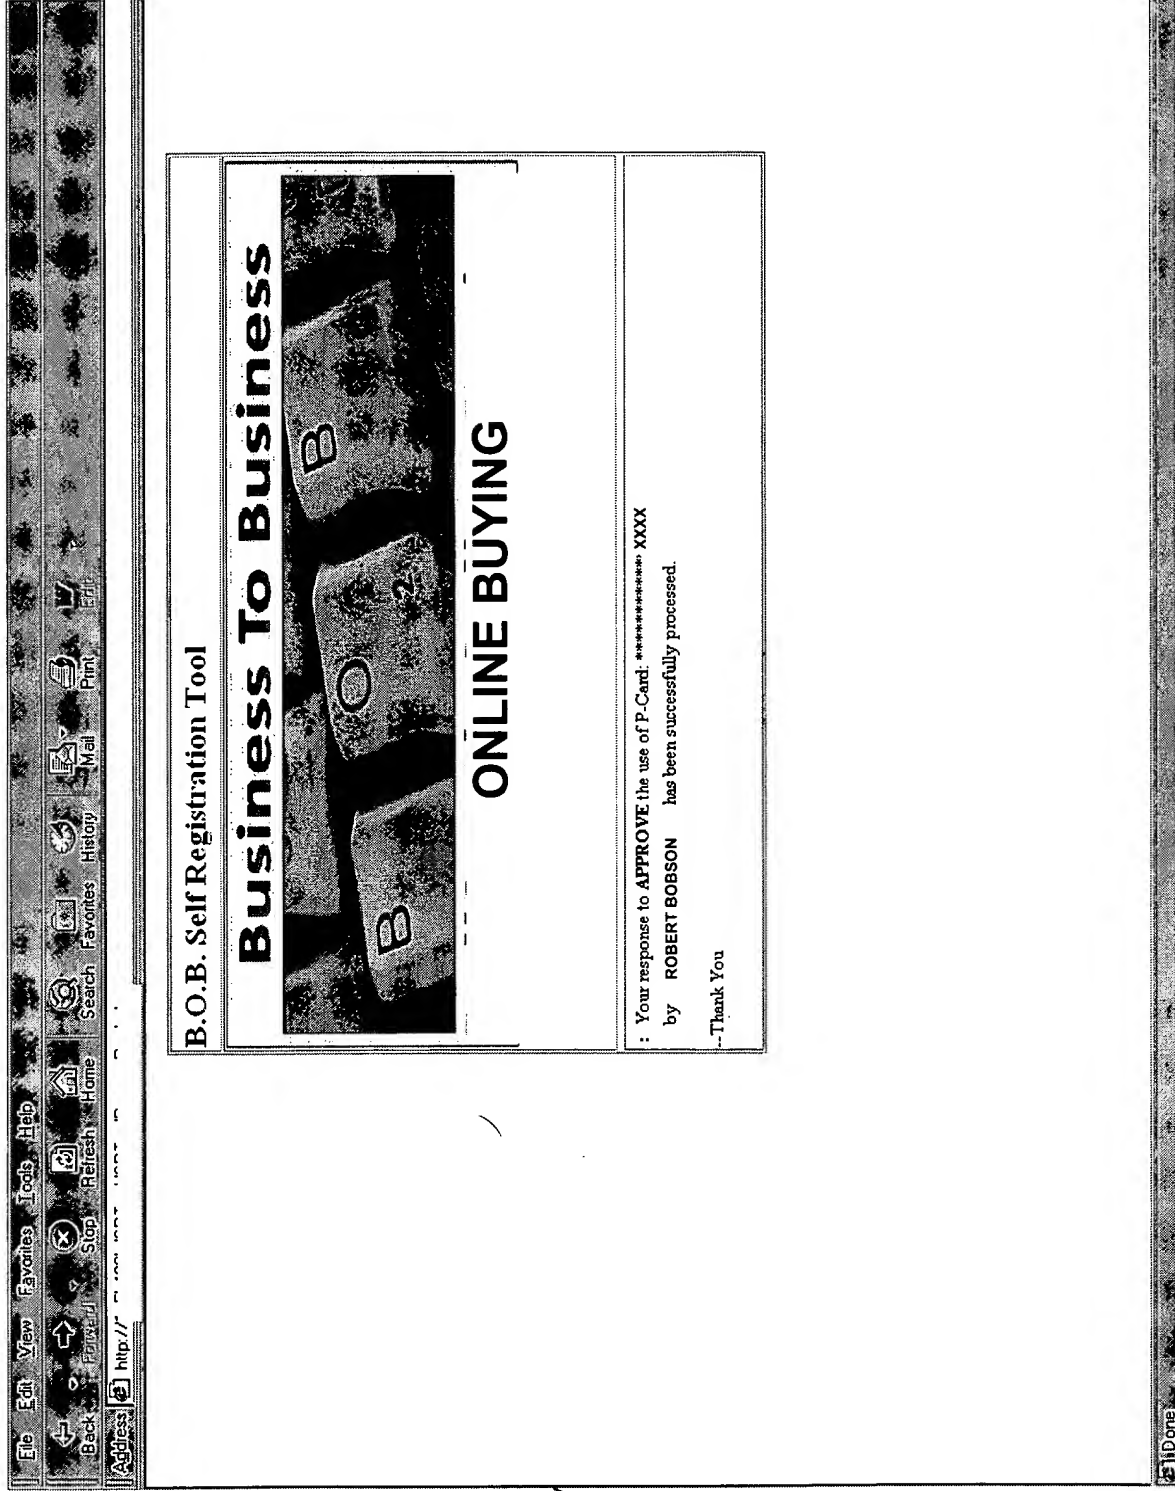 File Edit View Favorites Tools Help
Back Forward Stop Refresh Home Search Favorites History Mail Print Edit
Address http://
B.O.B. Self Registration Tool
Business To Business
B O 2 B
ONLINE BUYING
: Your response to APPROVE the use of P-Card: ************ XXXX
by ROBERT BOBSON has been successfully processed.
--Thank You
Done